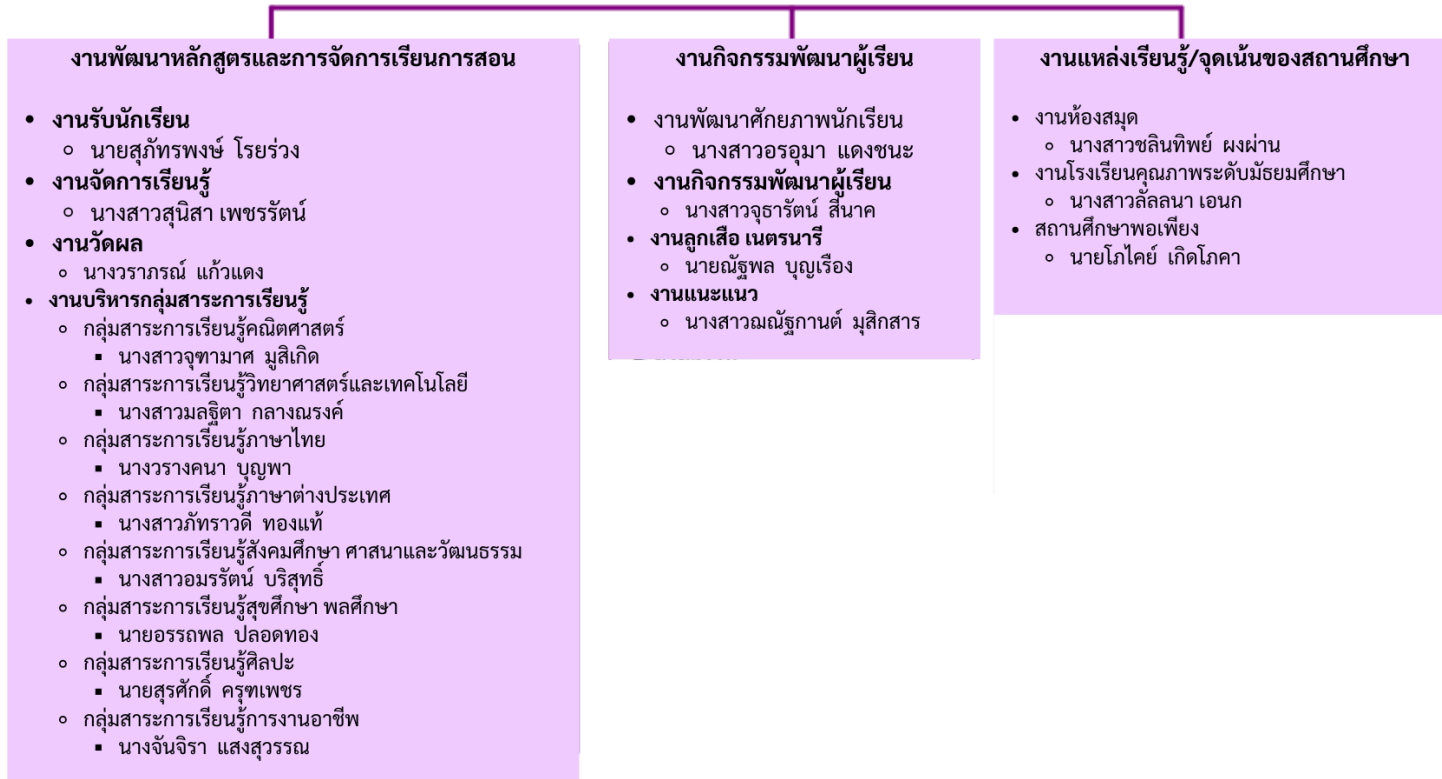 งานพัฒนาหลักสูตรและการจัดการเรียนการสอน
งานรับนักเรียน
นายสุภัทรพงษ์ โรยร่วง
งานจัดการเรียนรู้
นางสาวสุนิสา เพชรรัตน์
งานวัดผล
นางวราภรณ์ แก้วแดง
งานบริหารกลุ่มสาระการเรียนรู้
กลุ่มสาระการเรียนรู้คณิตศาสตร์
นางสาวจุฑามาศ มูสิเกิด
กลุ่มสาระการเรียนรู้วิทยาศาสตร์และเทคโนโลยี
นางสาวมลฐิตา กลางณรงค์
กลุ่มสาระการเรียนรู้ภาษาไทย
นางวรางคนา บุญพา
กลุ่มสาระการเรียนรู้ภาษาต่างประเทศ
นางสาวภัทราวดี ทองแท้
กลุ่มสาระการเรียนรู้สังคมศึกษา ศาสนาและวัฒนธรรม
นางสาวอมรรัตน์ บริสุทธิ์
กลุ่มสาระการเรียนรู้สุขศึกษา พลศึกษา
นายอรรถพล ปลอดทอง
กลุ่มสาระการเรียนรู้ศิลปะ
นายสุรศักดิ์ ครุฑเพชร
กลุ่มสาระการเรียนรู้การงานอาชีพ
นางจันจิรา แสงสุวรรณ
งานกิจกรรมพัฒนาผู้เรียน
งานพัฒนาศักยภาพนักเรียน
นางสาวอรอุมา แดงชนะ
งานกิจกรรมพัฒนาผู้เรียน
นางสาวจุธารัตน์ สีนาค
งานลูกเสือ เนตรนารี
นายณัฐพล บุญเรือง
งานแนะแนว
นางสาวฌณัฐกานต์ มุสิกสาร
งานแหล่งเรียนรู้/จุดเน้นของสถานศึกษา
งานห้องสมุด
นางสาวชลินทิพย์ ผงผ่าน
งานโรงเรียนคุณภาพระดับมัธยมศึกษา
นางสาวลัลลนา เอนก
สถานศึกษาพอเพียง
นายโภไคย์ เกิดโภคา